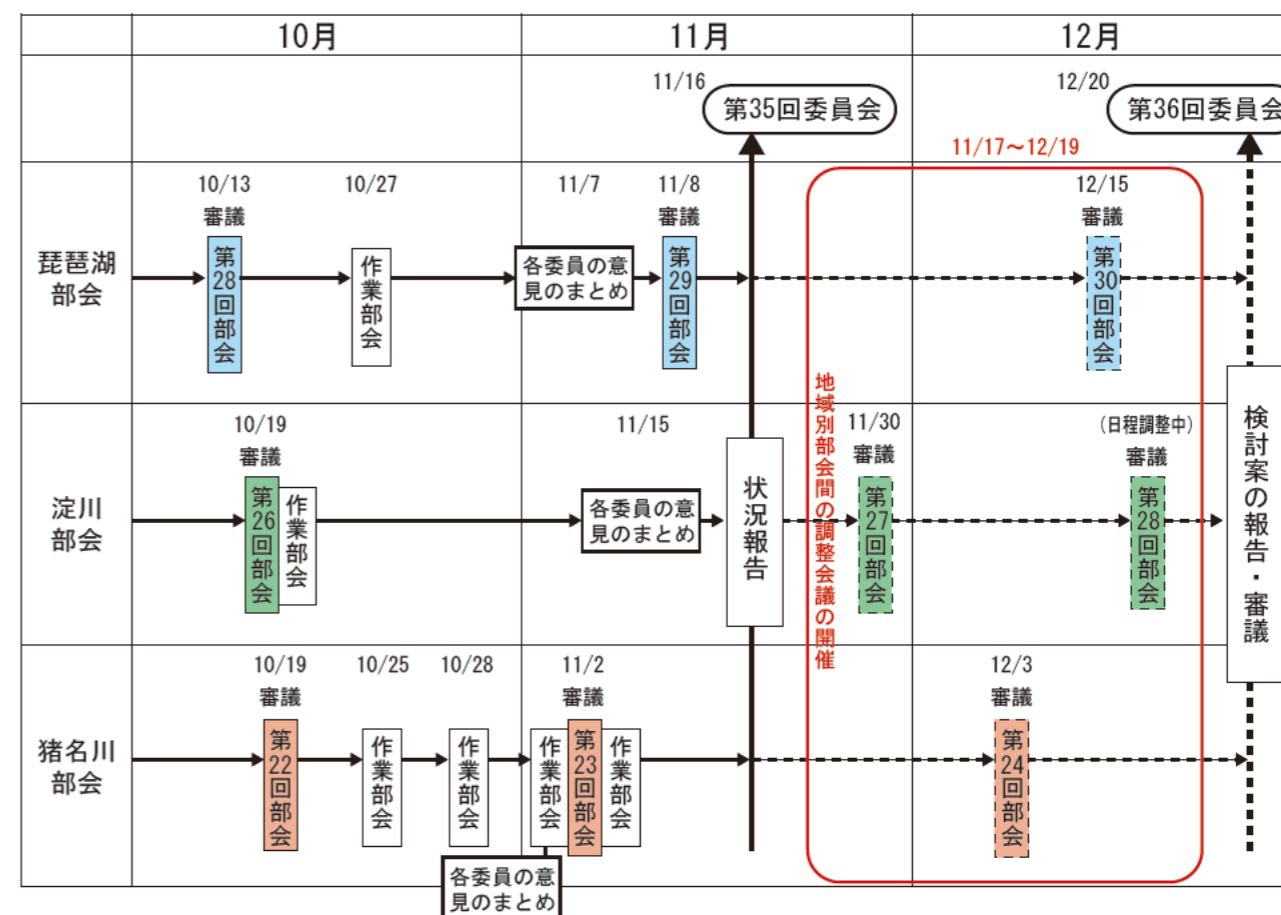 10月
11月
12月
11/16
第35回委員会
12/20
第36回委員会
11/17～12/19
琵琶湖
部会
10/13
審議
第28回部会
10/27
作業部会
11/7
各委員の意
見のまとめ
11/8
審議
第29回部会
12/15
審議
第30回部会
地域別部会間の調整会議の開催
淀川
部会
10/19
審議
第26回部会
作業部会
11/15
各委員の意
見のまとめ
状況報告
11/30
審議
第27回部会
(日程調整中)
審議
第28回部会
検討案の報告・審議
猪名川
部会
10/19
審議
第22回部会
10/25
作業部会
10/28
作業部会
11/2
審議
作業部会
第23回部会
作業部会
各委員の意
見のまとめ
12/3
審議
第24回部会